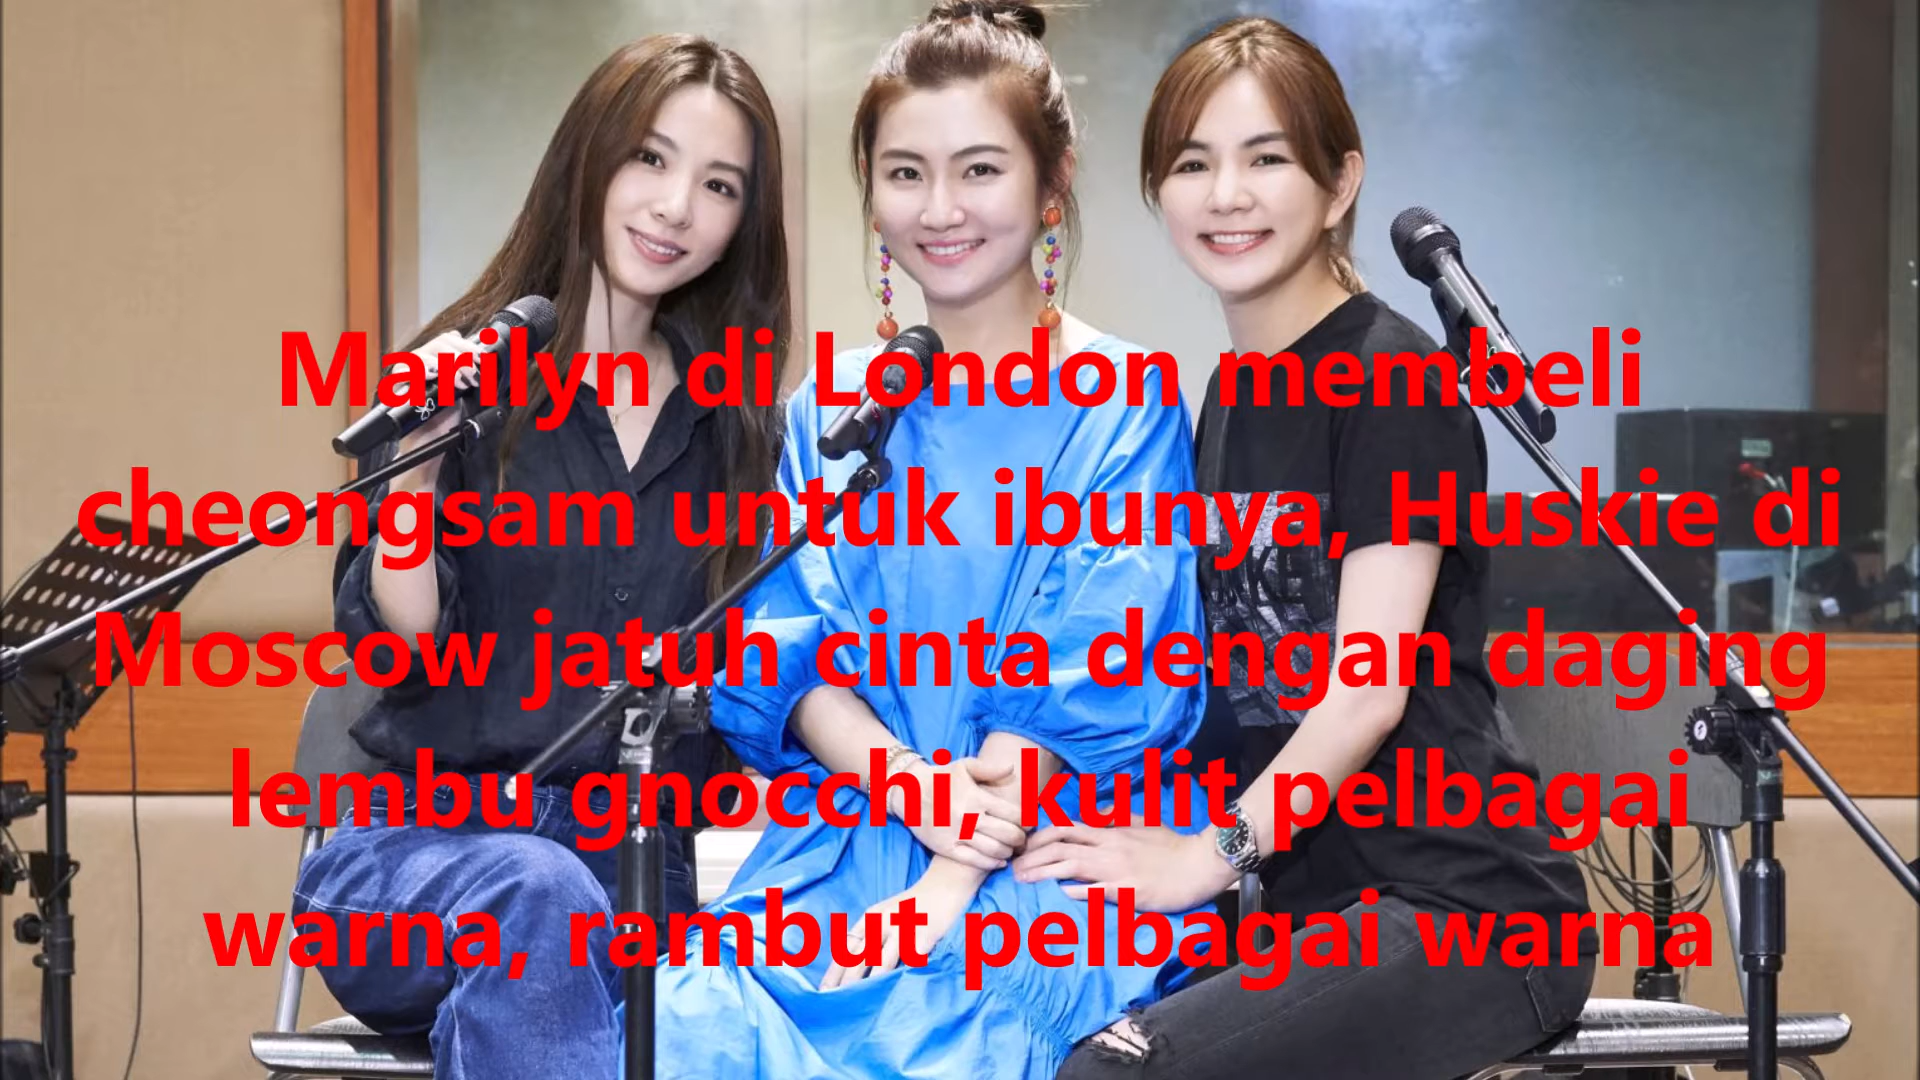 Marilyn di London membeli
cheongsam untuk ibunya, Huskie di
Moscow jatuh cinta dengan daging
lembu gnocchi, kulit pelbagai
warna, rambut pelbagai warna